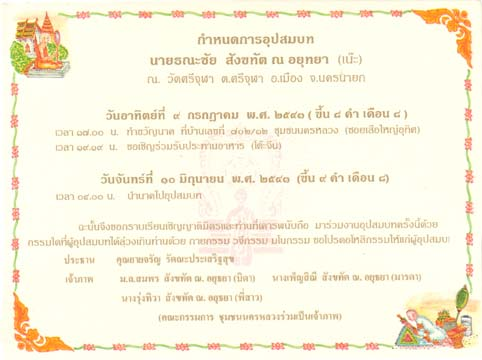 กำหนดการอุปสมบท
นายธณะชัย สังขทัต ณ อยุทยา (เน๊ะ)
ณ. วัดศรีจุฬา ต.ศรีจุฬา อ.เมือง จ.นครนายก
วันอาทิตย์ที่ ๙ กรกฎาคม พ.ศ. (ขึ้น ๘ ค่ำ เดือน ๘)
เวลา น. ทำขวัญนาค ที่บ้านเลขที่ ชุมชนนครหลวง (ซอยเสือใหญ่อุทิศ)
เวลา ๑๙.๑๙ น. ขอเชิญร่วมรับประทานอาหาร (โต๊ะจีน)
วันจันทร์ที่ ๑๐ มิถุนายน พ.ศ. (ขึ้น ๙ ค่ำ เดือน ๘)
เวลา น. นำนาคไปอุปสมบท
ฉะนั้นจึงขอกราบเรียนเชิญญาติมิตรและท่านที่เคารพนับถือ มาร่วมงานอุปสมบทครั้งนี้ด้วย
กรรมใดที่ผู้อุปสมบทได้ล่วงเกินท่านด้วย กายกรรม วจีกรรม มโนกรรม ขอโปรดอโหสิกรรมให้แก่ผู้อุปสมบท
ประธาน คุณชายจรัญ รัตณะประเสริฐสุข
เจ้าภาพ ม.ล.สมพร สังขทัต ณ. อยุธยา (บิดา) นางเพ็ญสิณี สังขทัต ณ. อยุธยา (มารดา)
นางรุ่งทิวา สังขทัต ณ. อยุธยา (พี่สาว)
(คณะกรรมการ ชุมชนนครหลวงร่วมเป็นเจ้าภาพ)